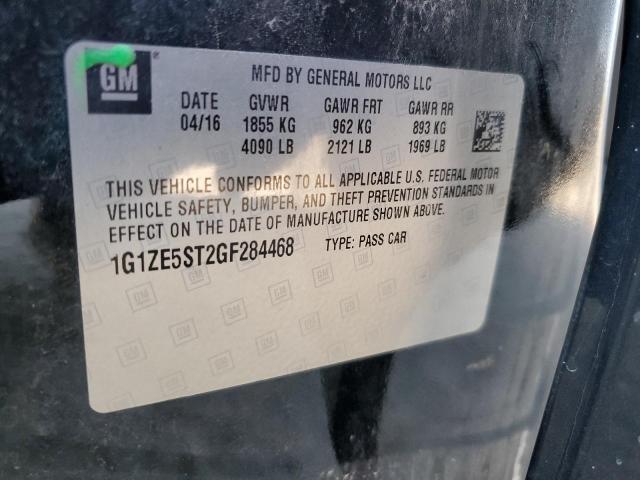 GM
MFD BY GENERAL MOTORS LLC
DATE GVWR GAWR FRT GAWR RR
04/16 1855 KG 962 KG 893 KG
4090 LB 2121 LB 1969 LB
THIS VEHICLE CONFORMS TO ALL APPLICABLE U.S. FEDERAL MOTOR
VEHICLE SAFETY, BUMPER, AND THEFT PREVENTION STANDARDS IN
EFFECT ON THE DATE OF MANUFACTURE SHOWN ABOVE.
1G1ZE5ST2GF284468 TYPE: PASS CAR